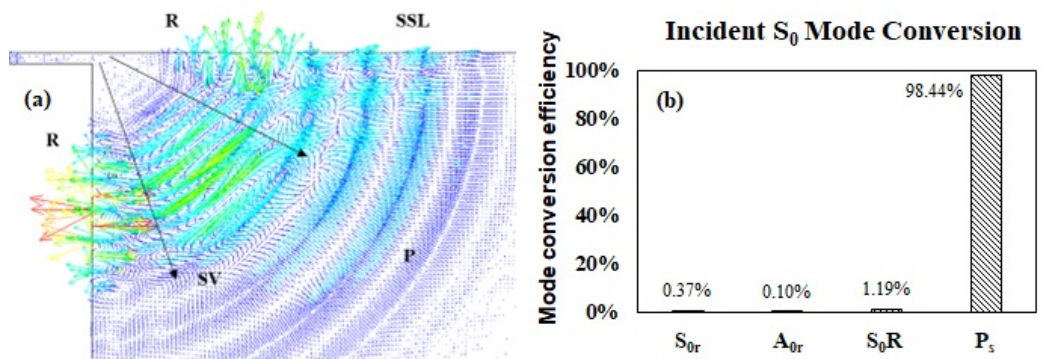 R
SSL
(a)
R
SV
P
Incident S₀ Mode Conversion
Mode conversion efficiency
100%
80%
60%
40%
20%
0%
(b)
98.44%
0.37%
0.10%
1.19%
S₀ᵣ
A₀ᵣ
S₀R
Pₛ